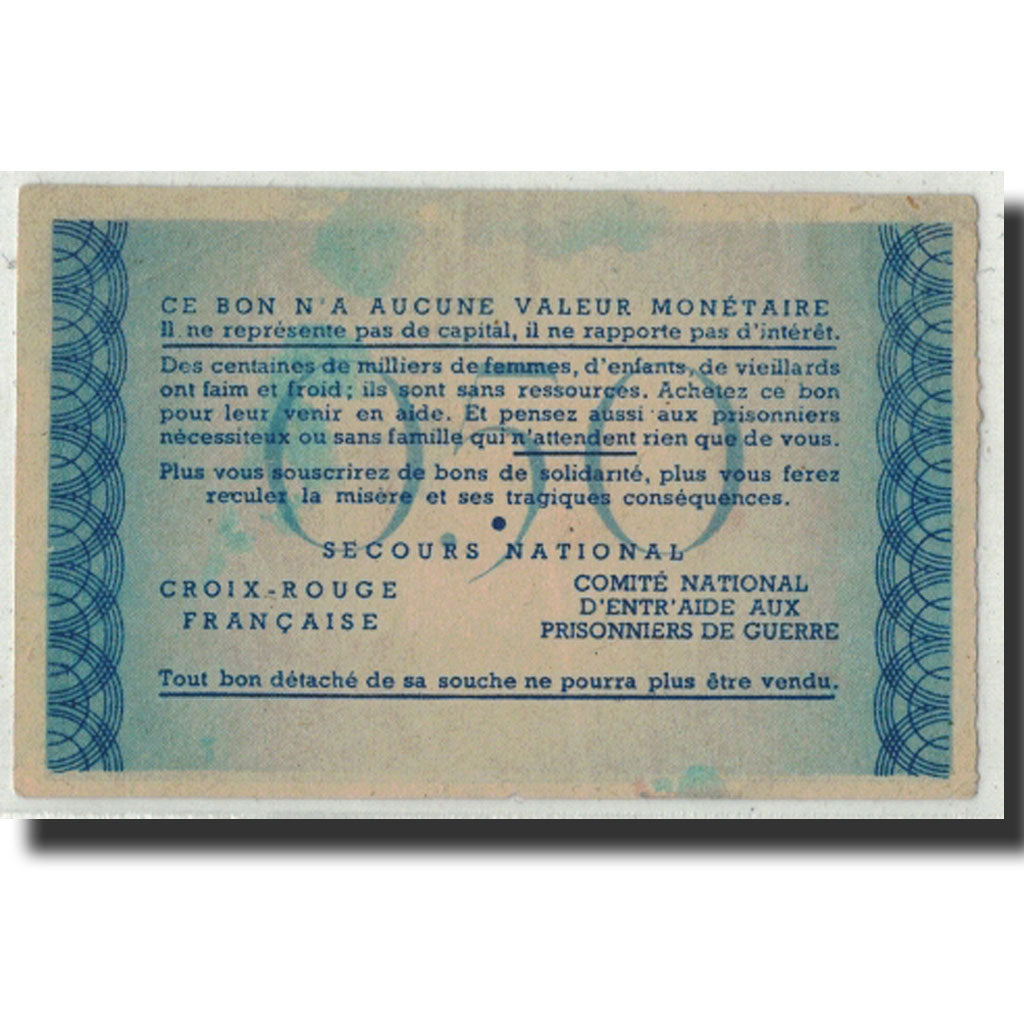 CE BON N'A AUCUNE VALEUR MONÉTAIRE
Il ne représente pas de capital, il ne rapporte pas d'intérêt.
Des centaines de milliers de femmes, d'enfants, de vieillards
ont faim et froid ; ils sont sans ressources. Achetez ce bon
pour leur venir en aide. Et pensez aussi aux prisonniers
nécessiteux ou sans famille qui n'attendent rien que de vous.
Plus vous souscrirez de bons de solidarité, plus vous ferez
reculer la misère et ses tragiques conséquences.
0,50
SECOURS NATIONAL
CROIX-ROUGE
FRANÇAISE
COMITÉ NATIONAL
D'ENTR'AIDE AUX
PRISONNIERS DE GUERRE
Tout bon détaché de sa souche ne pourra plus être vendu.